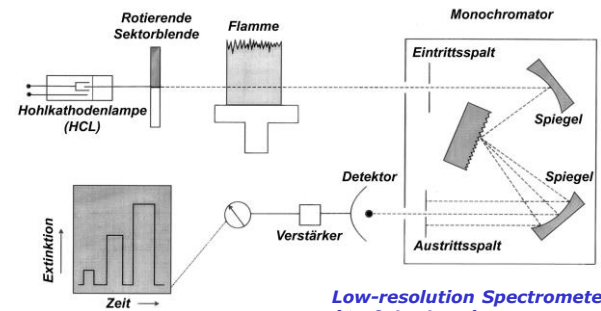 Monochromator
Rotierende
Sektorblende
Flamme
Eintrittsspalt
Hohlkathodenlampe
(HCL)
Spiegel
Detektor
Spiegel
Verstärker
Austrittsspalt
Extinktion
Zeit
Low-resolution Spectromete